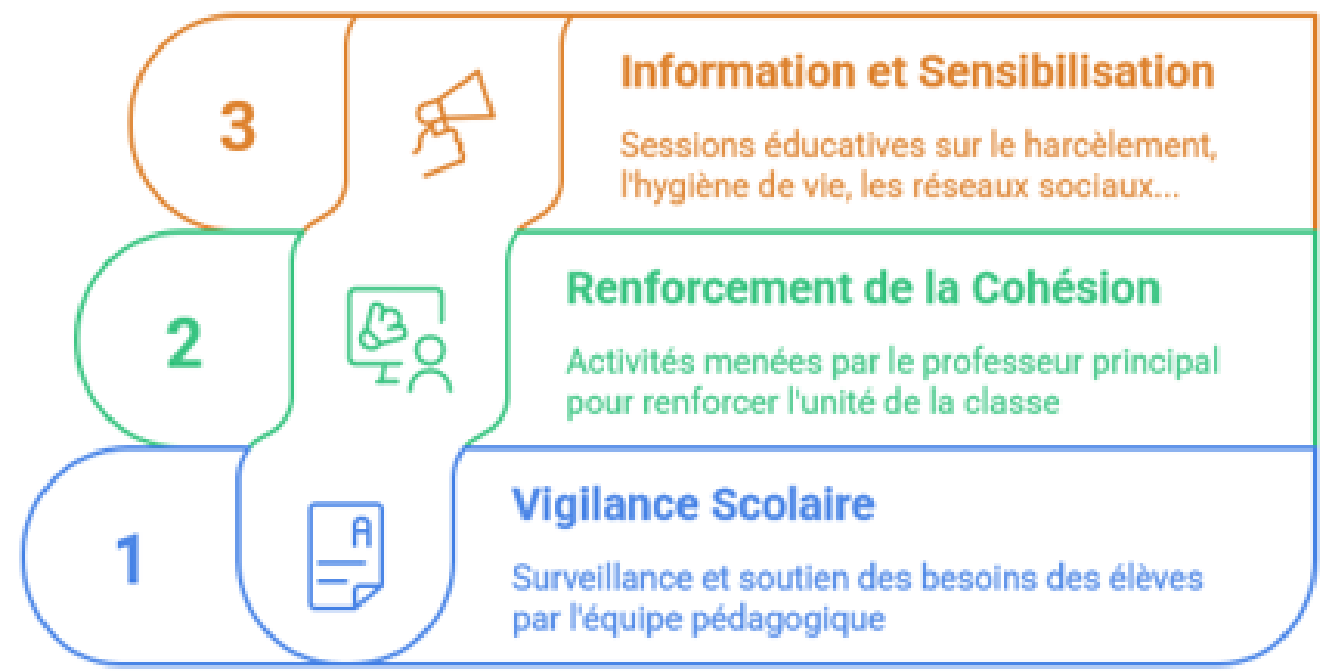 3
Information et Sensibilisation
Sessions éducatives sur le harcèlement,
l'hygiène de vie, les réseaux sociaux...
2
Renforcement de la Cohésion
Activités menées par le professeur principal
pour renforcer l'unité de la classe
1
A
Vigilance Scolaire
Surveillance et soutien des besoins des élèves
par l'équipe pédagogique